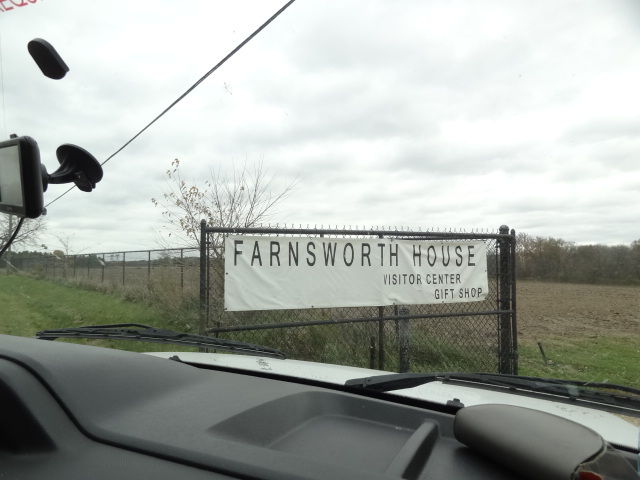 FARNSWORTH HOUSE
VISITOR CENTER
GIFT SHOP